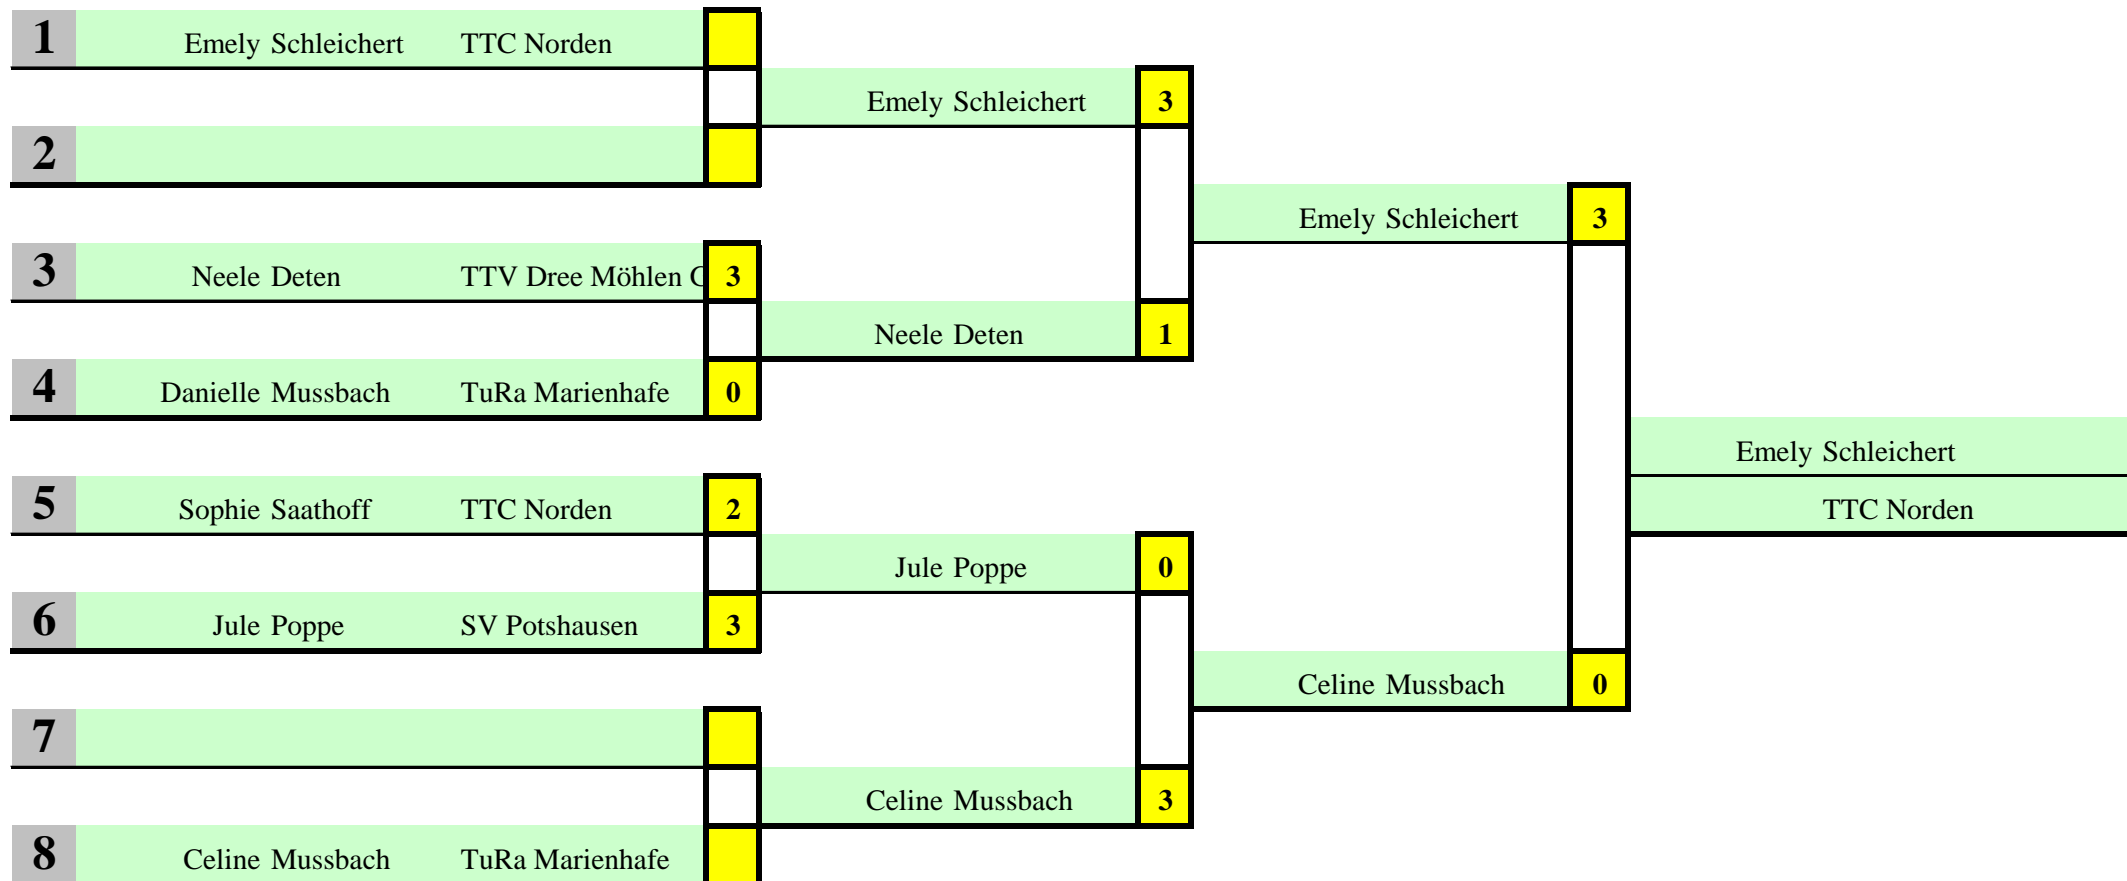 1 Emely Schleichert TTC Norden
Emely Schleichert 3
2
Emely Schleichert 3
3 Neele Deten TTV Dree Möhlen 3
Neele Deten 1
4 Danielle Mussbach TuRa Marienhafe 0
Emely Schleichert
5 Sophie Saathoff TTC Norden 2
TTC Norden
Jule Poppe 0
6 Jule Poppe SV Potshausen 3
Celine Mussbach 0
7
Celine Mussbach 3
8 Celine Mussbach TuRa Marienhafe